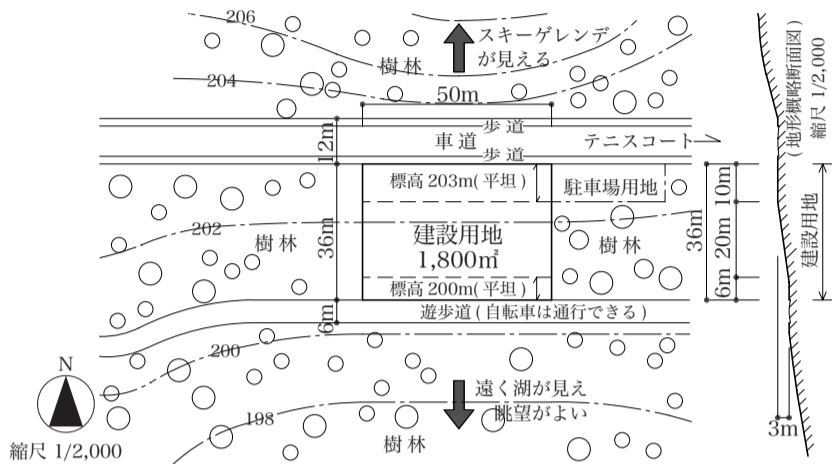 206
スキーゲレンデ
が見える
樹林
204
50m
12m
歩道
車道
歩道
テニスコート
標高 203m(平坦)
駐車場用地
10m
202
樹林
36m
建設用地
1,800㎡
樹林
36m
20m
標高 200m(平坦)
6m
6m
遊歩道(自転車は通行できる)
200
遠く湖が見え
眺望がよい
198
樹林
N
縮尺 1/2,000
(地形概略断面図)
縮尺 1/2,000
建設用地
3m